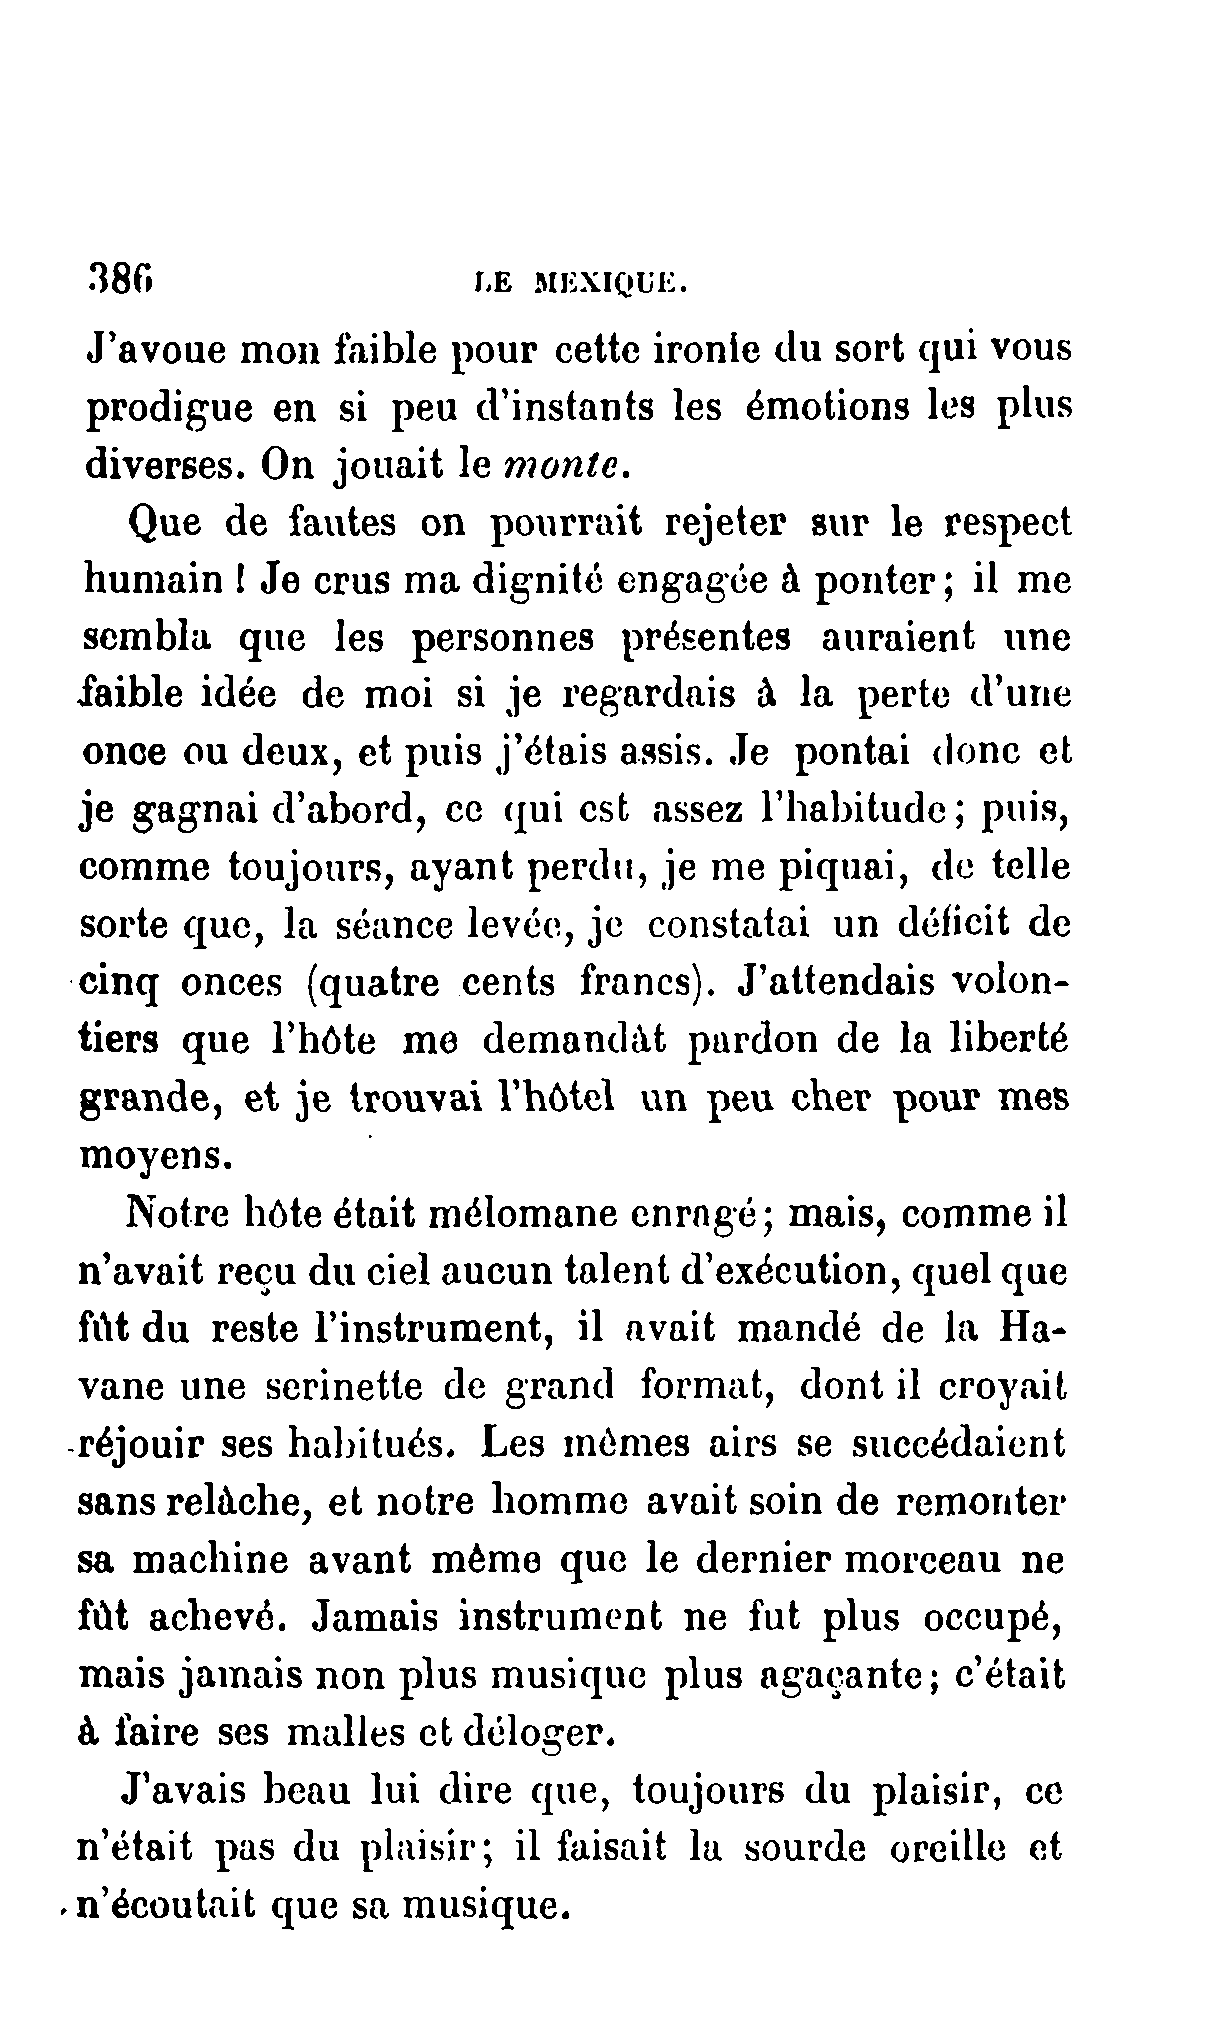 386 LE MEXIQUE.
J'avoue mon faible pour cette ironie du sort qui vous
prodigue en si peu d'instants les émotions les plus
diverses. On jouait le monte.
Que de fautes on pourrait rejeter sur le respect
humain ! Je crus ma dignité engagée à ponter ; il me
sembla que les personnes présentes auraient une
faible idée de moi si je regardais à la perte d'une
once ou deux, et puis j'étais assis. Je pontai donc et
je gagnai d'abord, ce qui est assez l'habitude ; puis,
comme toujours, ayant perdu, je me piquai, de telle
sorte que, la séance levée, je constatai un déficit de
cinq onces (quatre cents francs). J'attendais volon-
tiers que l'hôte me demandât pardon de la liberté
grande, et je trouvai l'hôtel un peu cher pour mes
moyens.
Notre hôte était mélomane enragé ; mais, comme il
n'avait reçu du ciel aucun talent d'exécution, quel que
fût du reste l'instrument, il avait mandé de la Ha-
vane une serinette de grand format, dont il croyait
réjouir ses habitués. Les mêmes airs se succédaient
sans relâche, et notre homme avait soin de remonter
sa machine avant même que le dernier morceau ne
fût achevé. Jamais instrument ne fut plus occupé,
mais jamais non plus musique plus agaçante ; c'était
à faire ses malles et déloger.
J'avais beau lui dire que, toujours du plaisir, ce
n'était pas du plaisir ; il faisait la sourde oreille et
n'écoutait que sa musique.